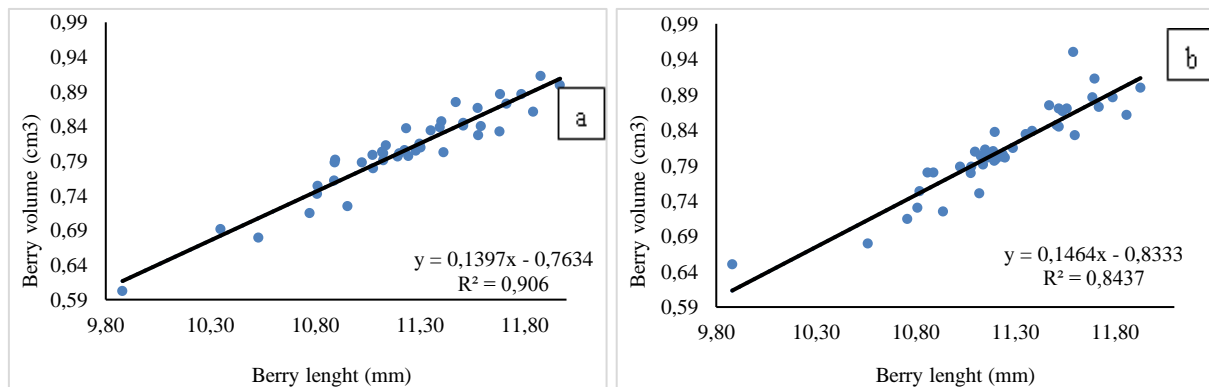 0,99
0,94
0,89
0,84
0,79
0,74
0,69
0,64
0,59
Berry volume (cm3)
a
y = 0,1397x - 0,7634
R² = 0,906
9,80 10,30 10,80 11,30 11,80
Berry lenght (mm)
0,99
0,94
0,89
0,84
0,79
0,74
0,69
0,64
0,59
Berry volume (cm3)
b
y = 0,1464x - 0,8333
R² = 0,8437
9,80 10,30 10,80 11,30 11,80
Berry lenght (mm)